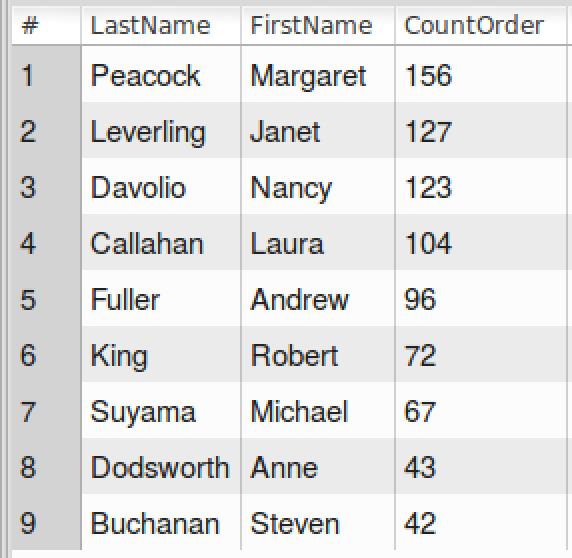 # LastName FirstName CountOrder
1 Peacock Margaret 156
2 Leverling Janet 127
3 Davolio Nancy 123
4 Callahan Laura 104
5 Fuller Andrew 96
6 King Robert 72
7 Suyama Michael 67
8 Dodsworth Anne 43
9 Buchanan Steven 42